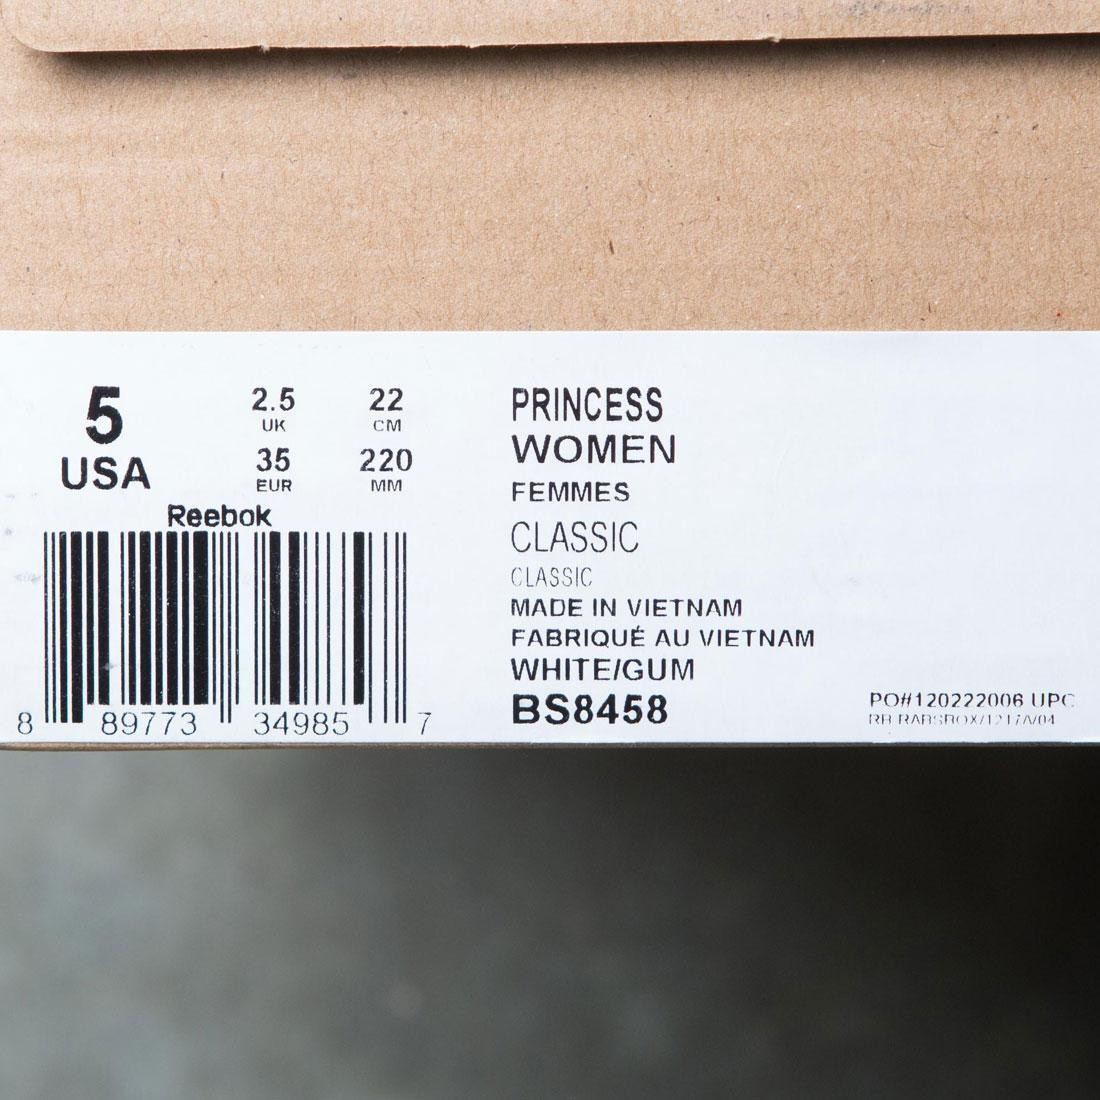 5
USA
2.5
UK
22
CM
35
EUR
220
MM
Reebok
8 89773 34985 7
PRINCESS
WOMEN
FEMMES
CLASSIC
CLASSIC
MADE IN VIETNAM
FABRIQUÉ AU VIETNAM
WHITE/GUM
BS8458
PO#120222006 UPC